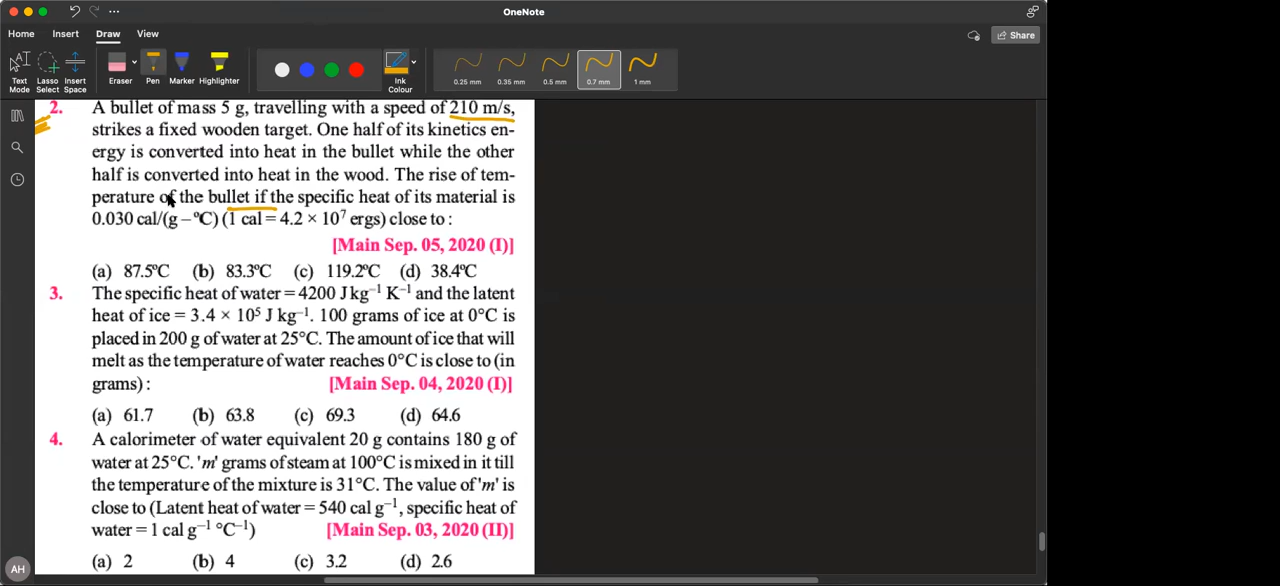 OneNote
Home Insert Draw View
Share
Text Mode
Lasso Select
Insert Space
Eraser
Pen
Marker
Highlighter
Ink Colour
0.25 mm
0.35 mm
0.5 mm
0.7 mm
1 mm
2. A bullet of mass 5 g, travelling with a speed of 210 m/s,
strikes a fixed wooden target. One half of its kinetics en-
ergy is converted into heat in the bullet while the other
half is converted into heat in the wood. The rise of tem-
perature of the bullet if the specific heat of its material is
0.030 cal/(g – ºC) (1 cal = 4.2 × 10⁷ ergs) close to :
[Main Sep. 05, 2020 (I)]
(a) 87.5ºC (b) 83.3ºC (c) 119.2ºC (d) 38.4ºC
3. The specific heat of water = 4200 J kg⁻¹ K⁻¹ and the latent
heat of ice = 3.4 × 10⁵ J kg⁻¹. 100 grams of ice at 0°C is
placed in 200 g of water at 25°C. The amount of ice that will
melt as the temperature of water reaches 0°C is close to (in
grams) :
[Main Sep. 04, 2020 (I)]
(a) 61.7 (b) 63.8 (c) 69.3 (d) 64.6
4. A calorimeter of water equivalent 20 g contains 180 g of
water at 25°C. 'm' grams of steam at 100°C is mixed in it till
the temperature of the mixture is 31°C. The value of 'm' is
close to (Latent heat of water = 540 cal g⁻¹, specific heat of
water = 1 cal g⁻¹ °C⁻¹)
[Main Sep. 03, 2020 (II)]
(a) 2 (b) 4 (c) 3.2 (d) 2.6
AH